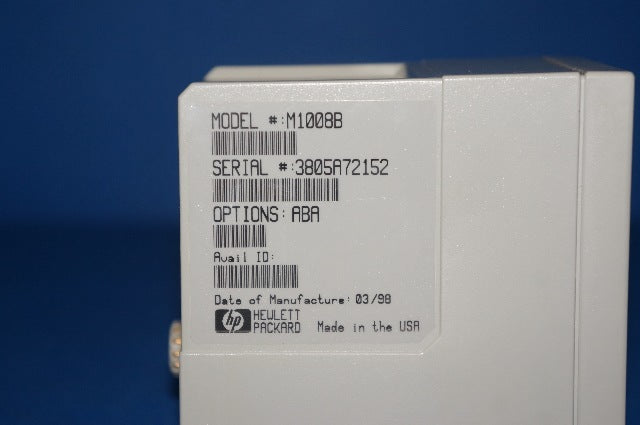 MODEL #:M1008B
SERIAL #:3805A72152
OPTIONS: ABA
Avail ID:
Date of Manufacture: 03/98
hp HEWLETT
PACKARD Made in the USA